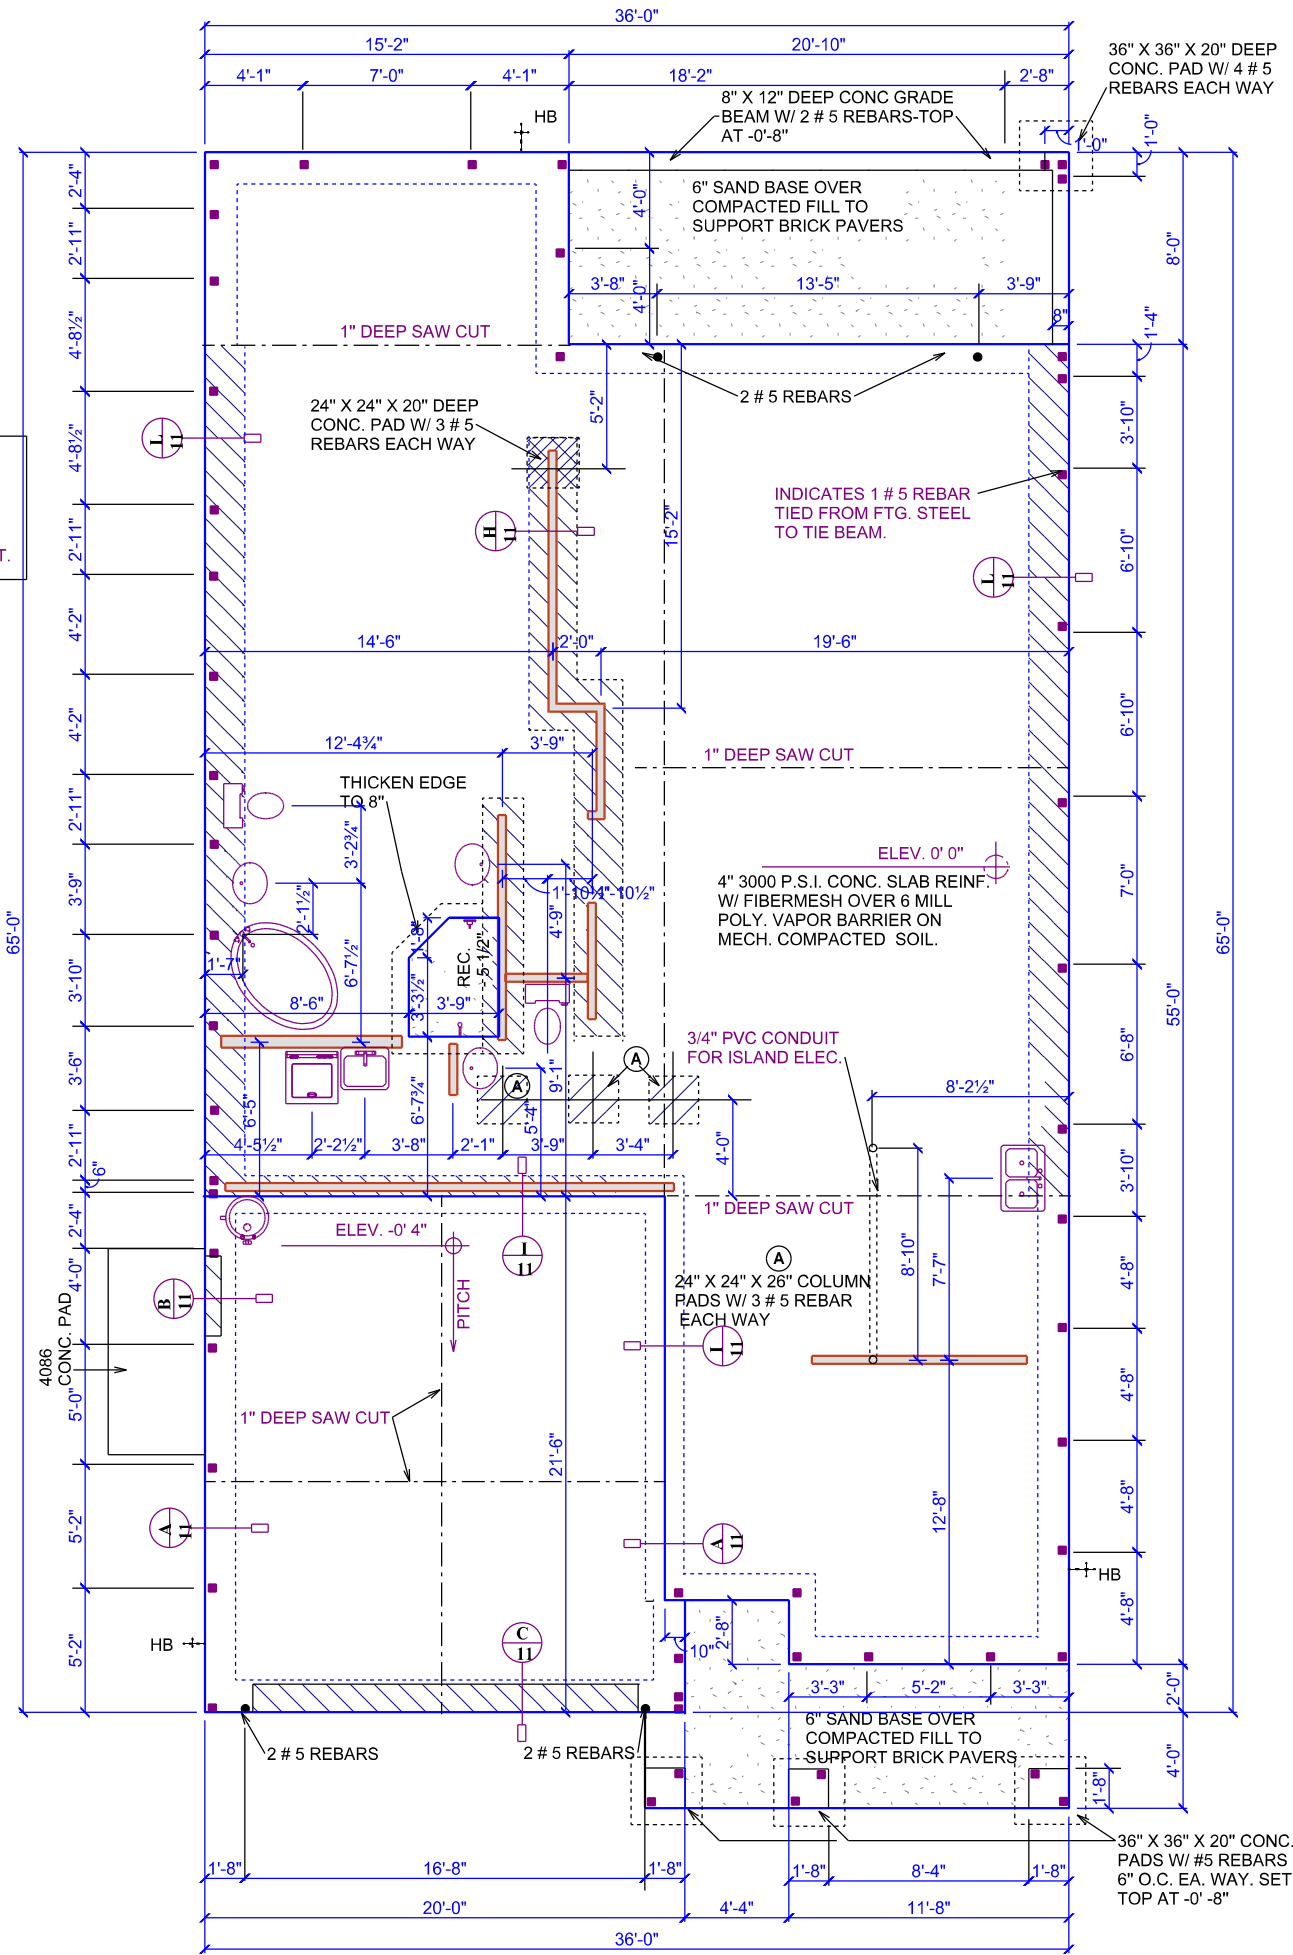 36'-0"
15'-2"
20'-10"
4'-1"
7'-0"
4'-1"
18'-2"
2'-8"
36" X 36" X 20" DEEP
CONC. PAD W/ 4 # 5
REBARS EACH WAY
HB
8" X 12" DEEP CONC GRADE
BEAM W/ 2 # 5 REBARS-TOP
AT -0'-8"
1'-0"
1'-0"
2'-4"
6" SAND BASE OVER
COMPACTED FILL TO
SUPPORT BRICK PAVERS
4'-0"
2'-11"
8'-0"
3'-8"
13'-5"
3'-9"
4'-0"
8"
4'-8½"
1" DEEP SAW CUT
1'-4"
2 # 5 REBARS
5'-2"
24" X 24" X 20" DEEP
CONC. PAD W/ 3 # 5
REBARS EACH WAY
3'-10"
4'-8½"
L
11
INDICATES 1 # 5 REBAR
TIED FROM FTG. STEEL
TO TIE BEAM.
H
11
15'-2"
2'-11"
6'-10"
T.
L
11
4'-2"
14'-6"
2'-0"
19'-6"
4'-2"
6'-10"
12'-4¾"
3'-9"
1" DEEP SAW CUT
THICKEN EDGE
TO 8"
2'-11"
3'-2¾"
ELEV. 0' 0"
4" 3000 P.S.I. CONC. SLAB REINF.
W/ FIBERMESH OVER 6 MILL
POLY. VAPOR BARRIER ON
MECH. COMPACTED SOIL.
7'-0"
3'-9"
2'-1½"
1'-10½"
1'-10½"
4'-9"
65'-0"
65'-0"
1'-8"
6'-7½"
1'-7"
REC.
5 1/2"
3'-10"
3'-3½"
8'-6"
3'-9"
55'-0"
3/4" PVC CONDUIT
FOR ISLAND ELEC.
6'-8"
3'-6"
A
A
9'-1"
8'-2½"
6'-5"
6'-7¾"
5'-4"
2'-11"
4'-5½"
2'-2½"
3'-8"
2'-1"
3'-9"
3'-4"
4'-0"
3'-10"
6"
1" DEEP SAW CUT
2'-4"
ELEV. -0' 4"
I
11
A
24" X 24" X 26" COLUMN
PADS W/ 3 # 5 REBAR
EACH WAY
8'-10"
7'-7"
4'-0"
4'-8"
B
11
PITCH
4086
CONC. PAD
I
11
5'-0"
1" DEEP SAW CUT
4'-8"
21'-6"
4'-8"
12'-8"
5'-2"
A
11
A
11
HB
4'-8"
5'-2"
HB
C
11
10"
2'-8"
3'-3"
5'-2"
3'-3"
2'-0"
6" SAND BASE OVER
COMPACTED FILL TO
SUPPORT BRICK PAVERS
2 # 5 REBARS
2 # 5 REBARS
4'-0"
1'-8"
36" X 36" X 20" CONC.
PADS W/ #5 REBARS
6" O.C. EA. WAY. SET
TOP AT -0' -8"
1'-8"
16'-8"
1'-8"
1'-8"
8'-4"
1'-8"
20'-0"
4'-4"
11'-8"
36'-0"